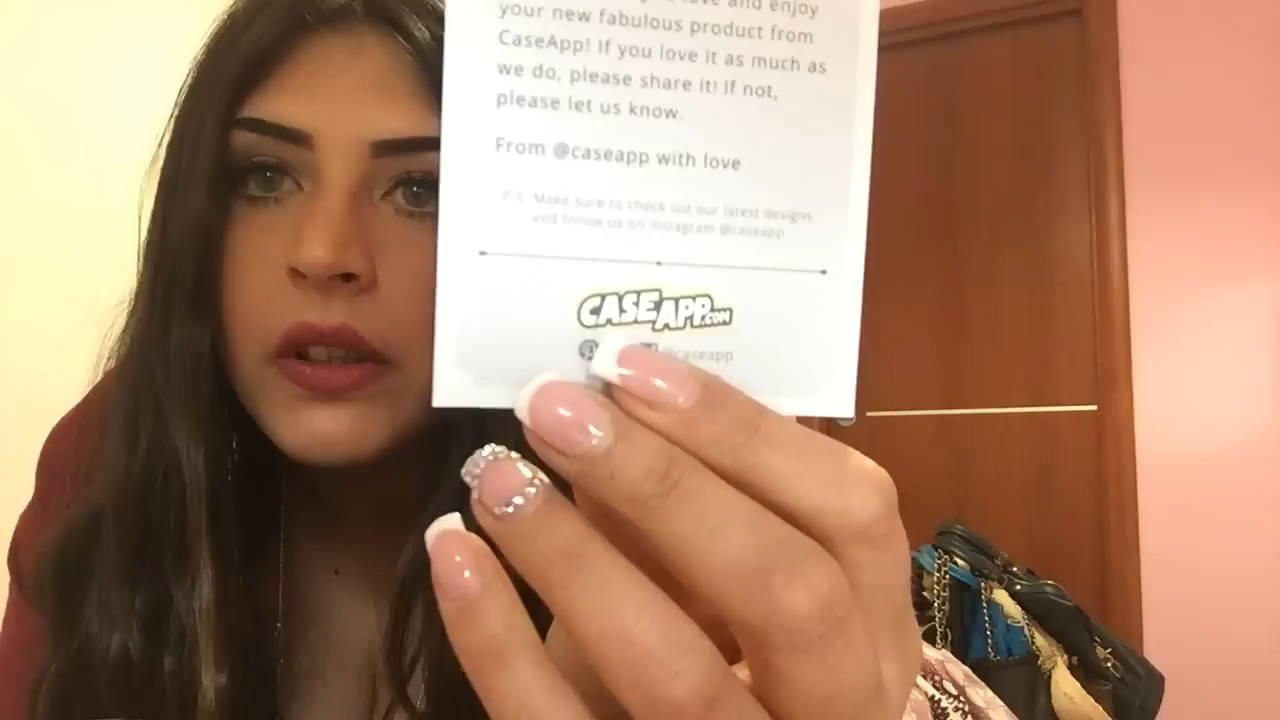 and enjoy
your new fabulous product from
CaseApp! If you love it as much as
we do, please share it! If not,
please let us know.
From @caseapp with love
P.S. Make sure to check out our latest designs
and follow us on Instagram @caseapp
CASEAPP.COM
@caseapp